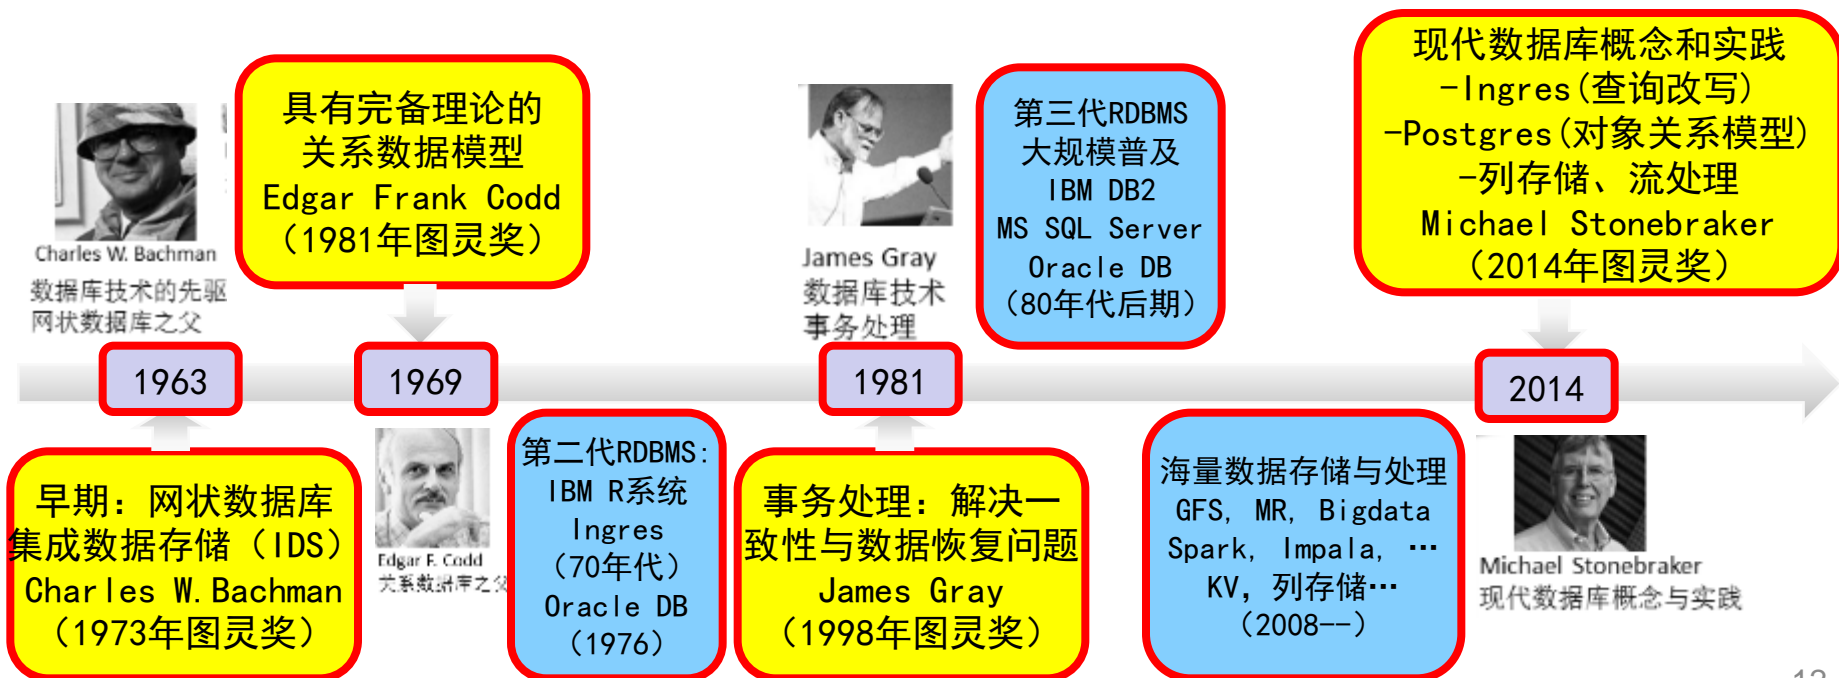 Charles W. Bachman
数据库技术的先驱
网状数据库之父
具有完备理论的
关系数据模型
Edgar Frank Codd
（1981年图灵奖）
James Gray
数据库技术
事务处理
第三代RDBMS
大规模普及
IBM DB2
MS SQL Server
Oracle DB
（80年代后期）
现代数据库概念和实践
-Ingres(查询改写)
-Postgres(对象关系模型)
-列存储、流处理
Michael Stonebraker
（2014年图灵奖）
1963
1969
1981
2014
早期：网状数据库
集成数据存储（IDS）
Charles W.Bachman
（1973年图灵奖）
Edgar F. Codd
关系数据库之父
第二代RDBMS:
IBM R系统
Ingres
（70年代）
Oracle DB
（1976）
事务处理：解决一
致性与数据恢复问题
James Gray
（1998年图灵奖）
海量数据存储与处理
GFS, MR, Bigdata
Spark, Impala, …
KV，列存储…
（2008--）
Michael Stonebraker
现代数据库概念与实践